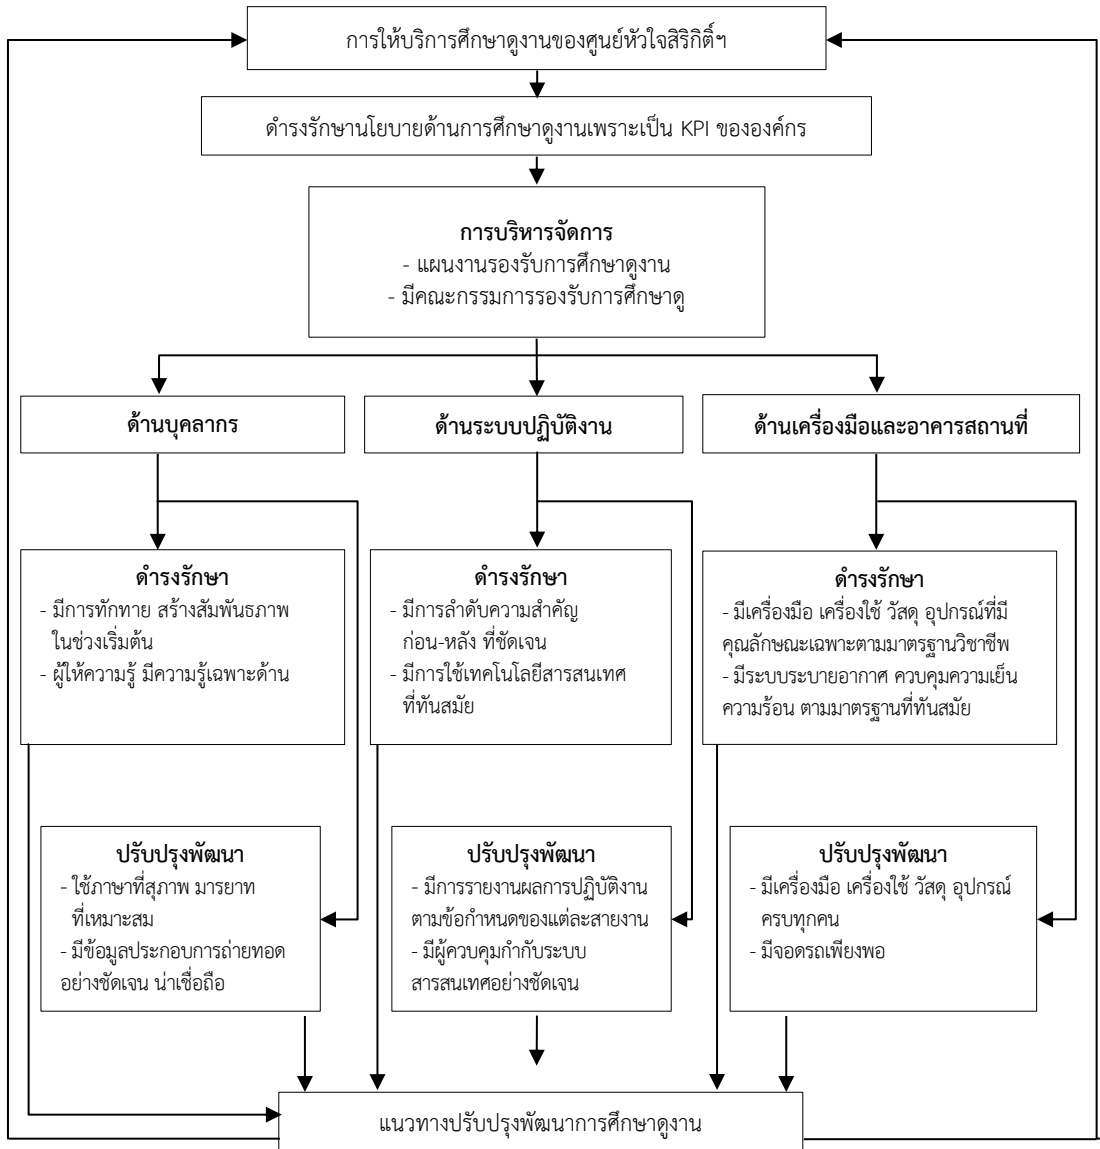 การให้บริการศึกษาดูงานของศูนย์หัวใจสิริกิติ์ฯ
ดำรงรักษานโยบายด้านการศึกษาดูงานเพราะเป็น KPI ขององค์กร
การบริหารจัดการ
- แผนงานรองรับการศึกษาดูงาน
- มีคณะกรรมการรองรับการศึกษาดู
ด้านบุคลากร
ด้านระบบปฏิบัติงาน
ด้านเครื่องมือและอาคารสถานที่
ดำรงรักษา
- มีการทักทาย สร้างสัมพันธภาพ
ในช่วงเริ่มต้น
- ผู้ให้ความรู้ มีความรู้เฉพาะด้าน
ดำรงรักษา
- มีการลำดับความสำคัญ
ก่อน-หลัง ที่ชัดเจน
- มีการใช้เทคโนโลยีสารสนเทศ
ที่ทันสมัย
ดำรงรักษา
- มีเครื่องมือ เครื่องใช้ วัสดุ อุปกรณ์ที่มี
คุณลักษณะเฉพาะตามมาตรฐานวิชาชีพ
- มีระบบระบายอากาศ ควบคุมความเย็น
ความร้อน ตามมาตรฐานที่ทันสมัย
ปรับปรุงพัฒนา
- ใช้ภาษาที่สุภาพ มารยาท
ที่เหมาะสม
- มีข้อมูลประกอบการถ่ายทอด
อย่างชัดเจน น่าเชื่อถือ
ปรับปรุงพัฒนา
- มีการรายงานผลการปฏิบัติงาน
ตามข้อกำหนดของแต่ละสายงาน
- มีผู้ควบคุมกำกับระบบ
สารสนเทศอย่างชัดเจน
ปรับปรุงพัฒนา
- มีเครื่องมือ เครื่องใช้ วัสดุ อุปกรณ์
ครบทุกคน
- มีจอดรถเพียงพอ
แนวทางปรับปรุงพัฒนาการศึกษาดูงาน